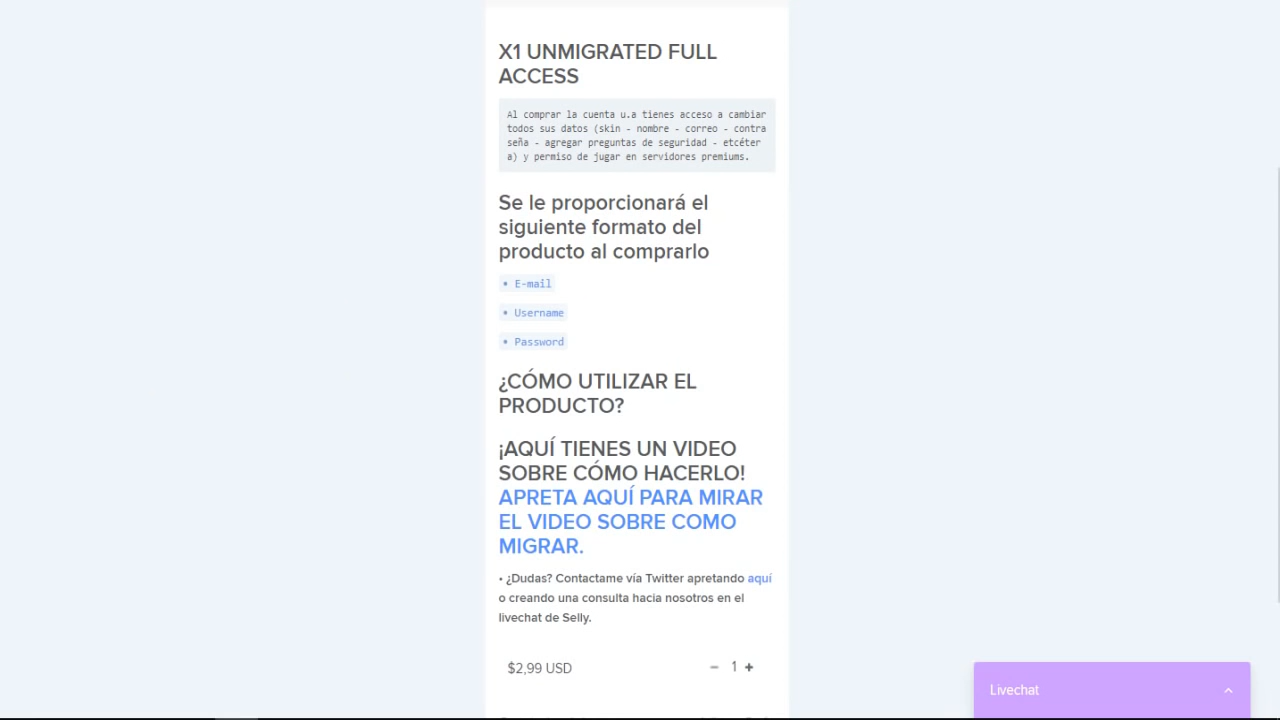 X1 UNMIGRATED FULL
ACCESS
Al comprar la cuenta u.a tienes acceso a cambiar
todos sus datos (skin - nombre - correo - contra
seña - agregar preguntas de seguridad - etcéter
a) y permiso de jugar en servidores premiums.
Se le proporcionará el
siguiente formato del
producto al comprarlo
• E-mail
• Username
• Password
¿CÓMO UTILIZAR EL
PRODUCTO?
¡AQUÍ TIENES UN VIDEO
SOBRE CÓMO HACERLO!
APRETA AQUÍ PARA MIRAR
EL VIDEO SOBRE COMO
MIGRAR.
• ¿Dudas? Contactame vía Twitter apretando aquí
o creando una consulta hacia nosotros en el
livechat de Selly.
$2,99 USD − 1 +
Livechat